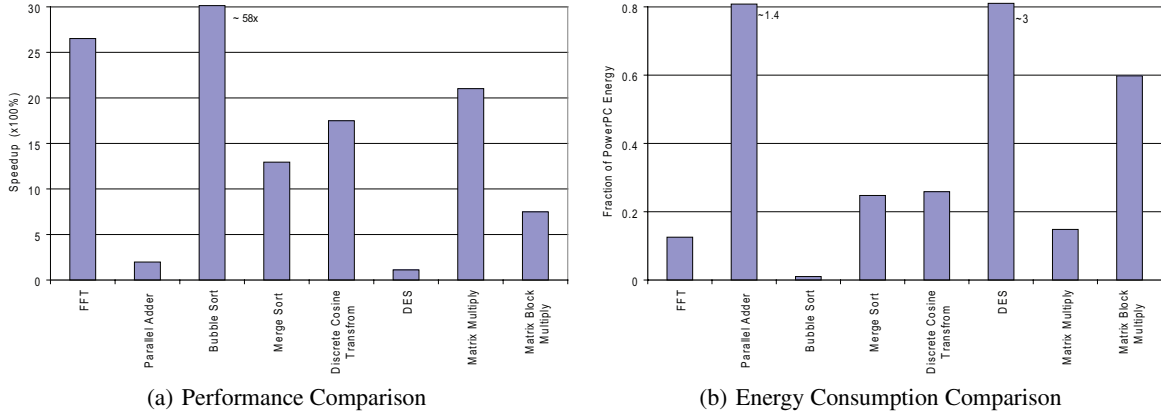 30
25
20
15
10
5
0
Speedup (x100%)
~ 58x
FFT
Parallel Adder
Bubble Sort
Merge Sort
Discrete Cosine
Transfrom
DES
Matrix Multiply
Matrix Block
Multiply
(a) Performance Comparison
0.8
0.6
0.4
0.2
0
Fraction of PowerPC Energy
~1.4
~3
FFT
Parallel Adder
Bubble Sort
Merge Sort
Discrete Cosine
Transfrom
DES
Matrix Multiply
Matrix Block
Multiply
(b) Energy Consumption Comparison